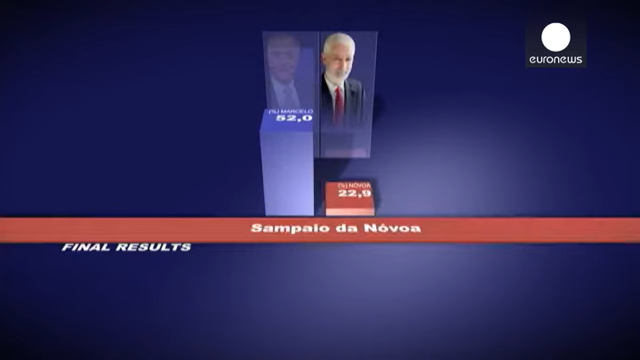 euronews
(%) MARCELO
52,0
(%) NÓVOA
22,9
Sampaio da Nóvoa
FINAL RESULTS